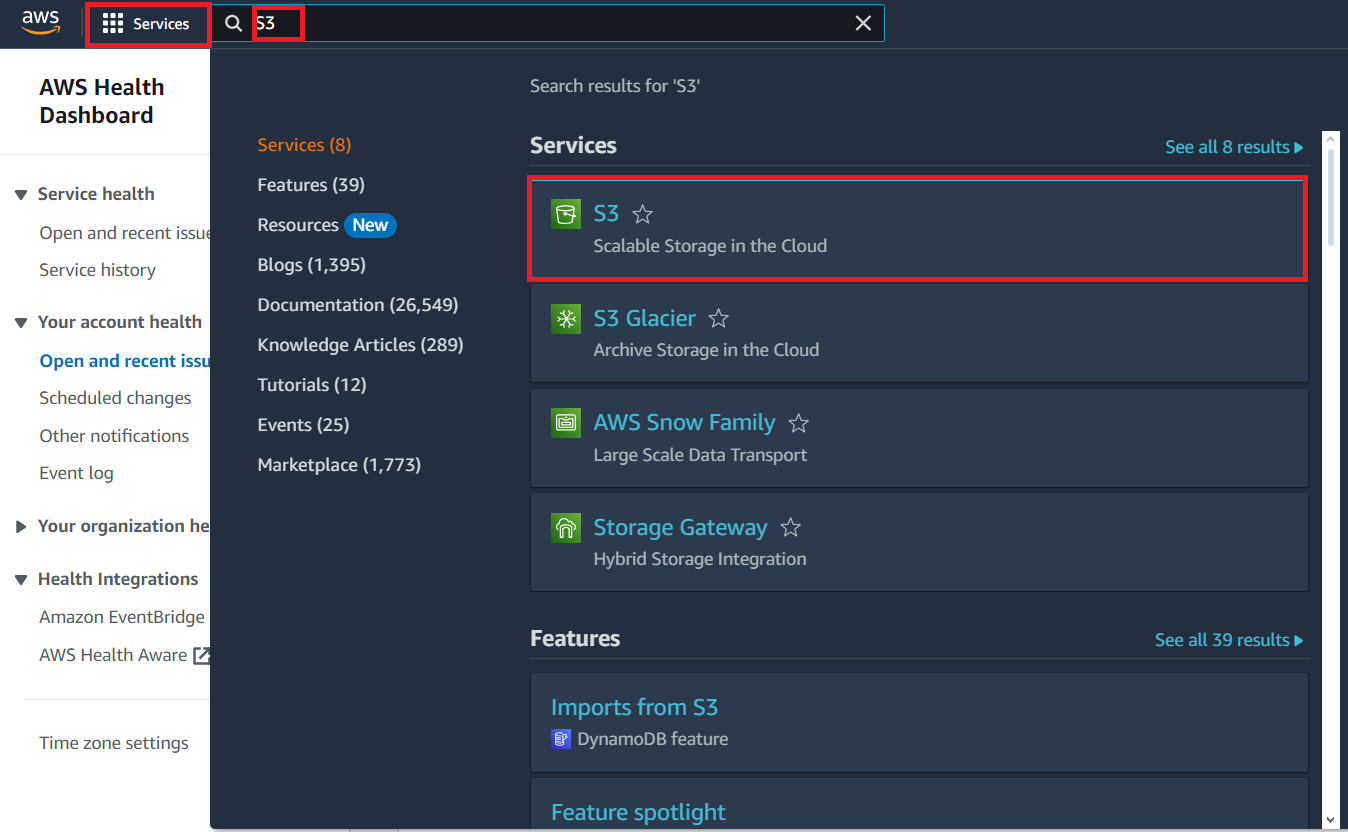 aws
Services
S3
AWS Health
Dashboard
Service health
Open and recent issue
Service history
Your account health
Open and recent issu
Scheduled changes
Other notifications
Event log
Your organization he
Health Integrations
Amazon EventBridge
AWS Health Aware
Time zone settings
Search results for 'S3'
Services (8)
Features (39)
Resources New
Blogs (1,395)
Documentation (26,549)
Knowledge Articles (289)
Tutorials (12)
Events (25)
Marketplace (1,773)
Services
See all 8 results
S3
Scalable Storage in the Cloud
S3 Glacier
Archive Storage in the Cloud
AWS Snow Family
Large Scale Data Transport
Storage Gateway
Hybrid Storage Integration
Features
See all 39 results
Imports from S3
DynamoDB feature
Feature spotlight